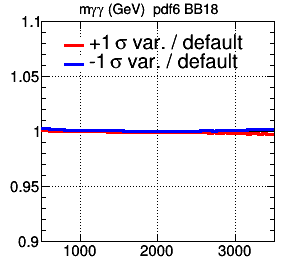 mγγ (GeV)  pdf6 BB18
1.1
+1 σ var. / default
-1 σ var. / default
1.05
1
0.95
0.9
1000 2000 3000